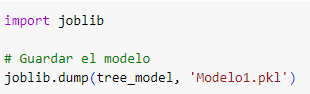 import joblib
# Guardar el modelo
joblib.dump(tree_model, 'Modelo1.pkl')